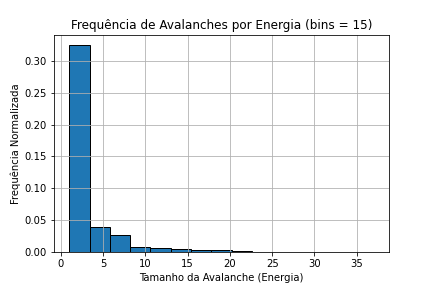 Frequência de Avalanches por Energia (bins = 15)
Frequência Normalizada
0.30
0.25
0.20
0.15
0.10
0.05
0.00
0 5 10 15 20 25 30 35
Tamanho da Avalanche (Energia)